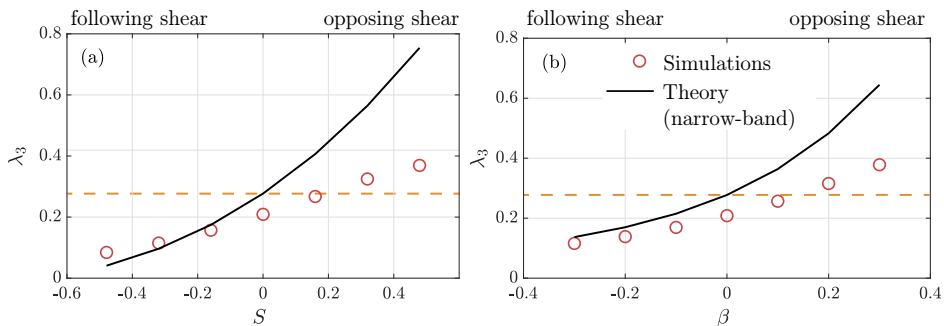 following shear
opposing shear
(a)
0.8
0.6
0.4
0.2
0
λ3
-0.6
-0.4
-0.2
0
0.2
0.4
S
following shear
opposing shear
(b)
Simulations
Theory
(narrow-band)
0.8
0.6
0.4
0.2
0
λ3
-0.4
-0.2
0
0.2
0.4
β